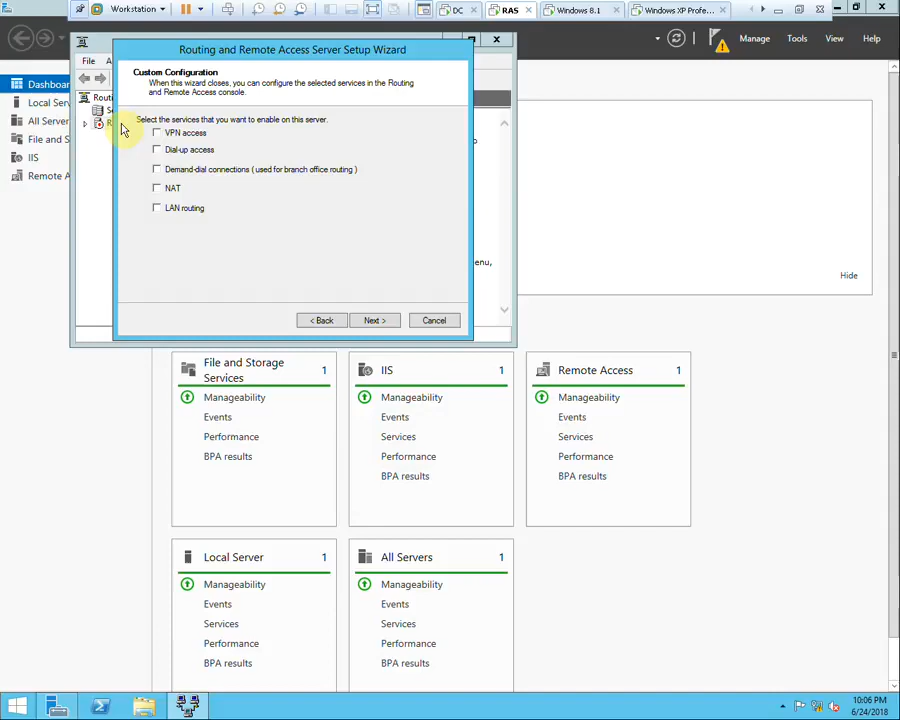 Workstation
DC
RAS
Windows 8.1
Windows XP Profe...
Manage
Tools
View
Help
Routing and Remote Access Server Setup Wizard
File
Custom Configuration
When this wizard closes, you can configure the selected services in the Routing
and Remote Access console.
Select the services that you want to enable on this server.
VPN access
Dial-up access
Demand-dial connections ( used for branch office routing )
NAT
LAN routing
< Back
Next >
Cancel
enu,
Hide
Dashboar
Local Serv
All Server
File and S
IIS
Remote A
File and Storage
Services
1
Manageability
Events
Performance
BPA results
IIS
1
Manageability
Events
Services
Performance
BPA results
Remote Access
1
Manageability
Events
Services
Performance
BPA results
Local Server
1
Manageability
Events
Services
Performance
BPA results
All Servers
1
Manageability
Events
Services
Performance
BPA results
10:06 PM
6/24/2018